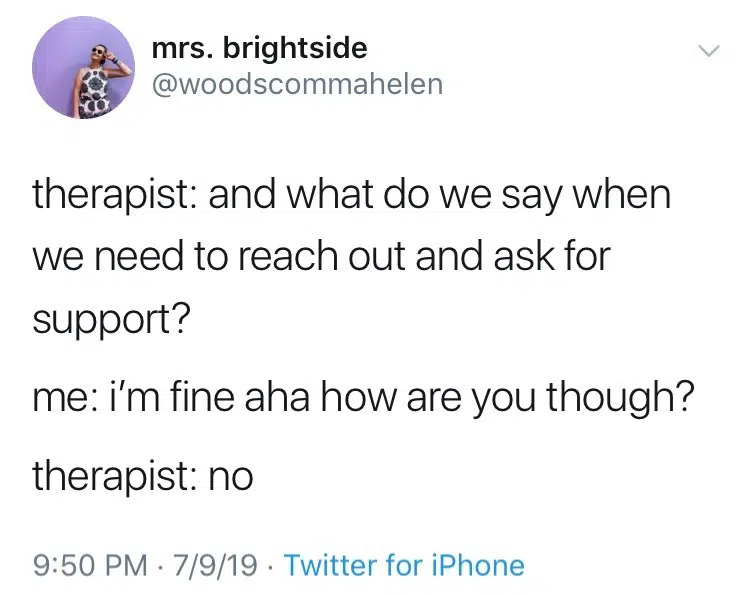 mrs. brightside
@woodscommahelen
therapist: and what do we say when
we need to reach out and ask for
support?
me: i'm fine aha how are you though?
therapist: no
9:50 PM · 7/9/19 · Twitter for iPhone